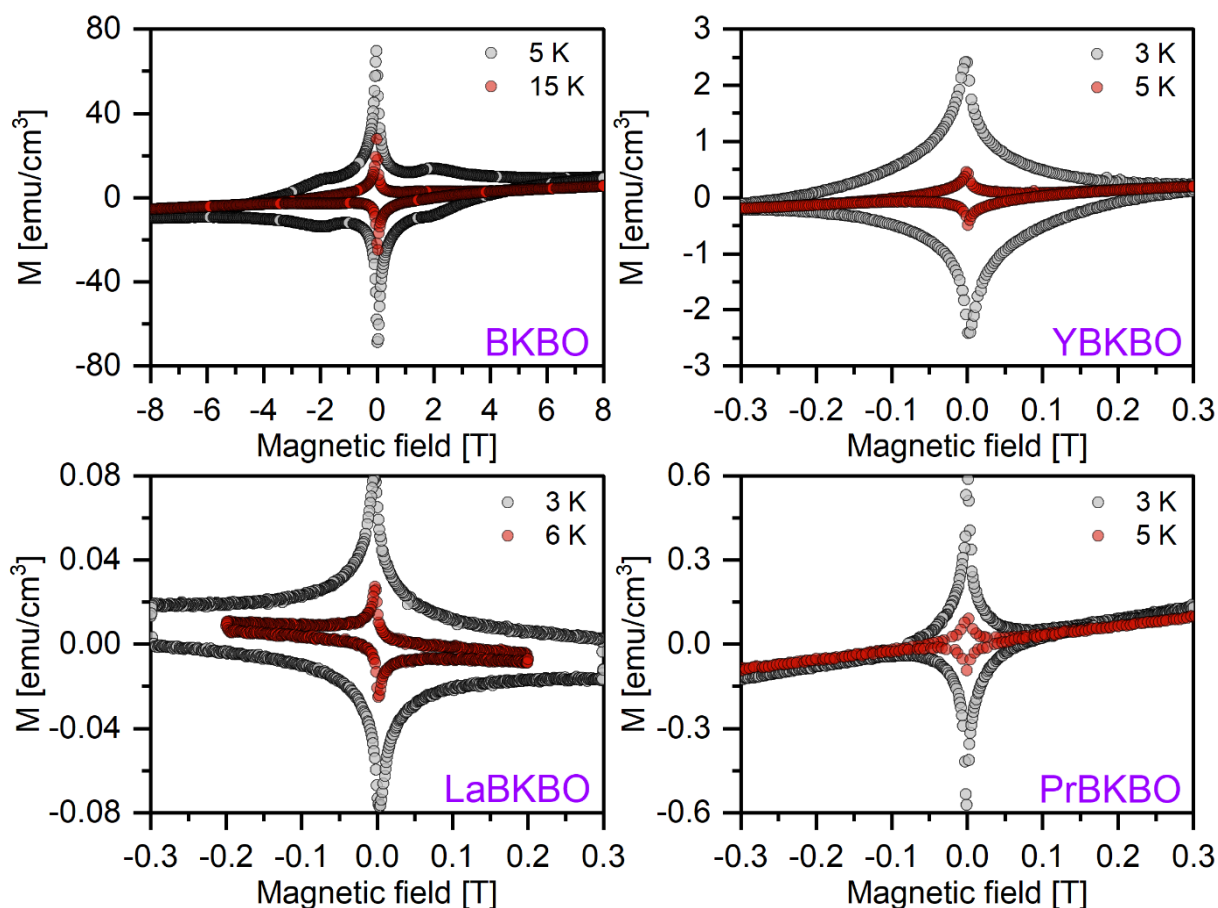 M [emu/cm³]
80
40
0
-40
-80
5 K
15 K
BKBO
-8 -6 -4 -2 0 2 4 6 8
Magnetic field [T]
M [emu/cm³]
3
2
1
0
-1
-2
-3
3 K
5 K
YBKBO
-0.3 -0.2 -0.1 0.0 0.1 0.2 0.3
Magnetic field [T]
M [emu/cm³]
0.08
0.04
0.00
-0.04
-0.08
3 K
6 K
LaBKBO
-0.3 -0.2 -0.1 0.0 0.1 0.2 0.3
Magnetic field [T]
M [emu/cm³]
0.6
0.3
0.0
-0.3
-0.6
3 K
5 K
PrBKBO
-0.3 -0.2 -0.1 0.0 0.1 0.2 0.3
Magnetic field [T]